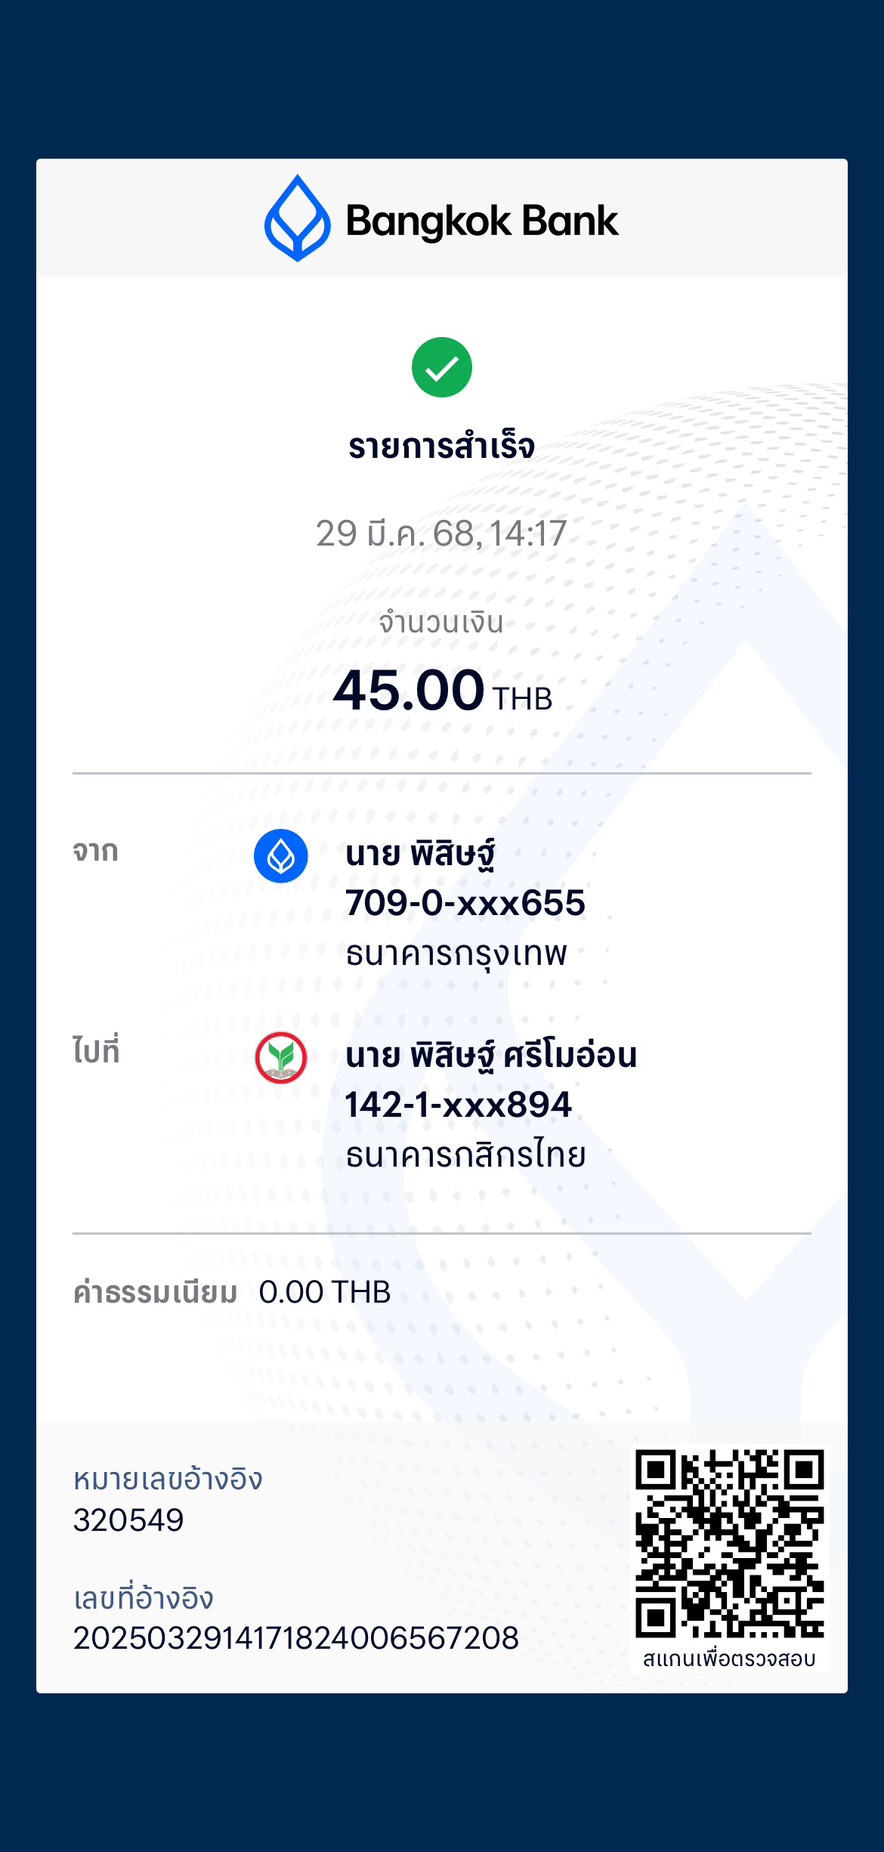 Bangkok Bank
รายการสำเร็จ
29 มี.ค. 68, 14:17
จำนวนเงิน
45.00 THB
จาก
นาย พิสิษฐ์
709-0-xxx655
ธนาคารกรุงเทพ
ไปที่
นาย พิสิษฐ์ ศรีโมอ่อน
142-1-xxx894
ธนาคารกสิกรไทย
ค่าธรรมเนียม 0.00 THB
หมายเลขอ้างอิง
320549
เลขที่อ้างอิง
2025032914171824006567208
สแกนเพื่อตรวจสอบ